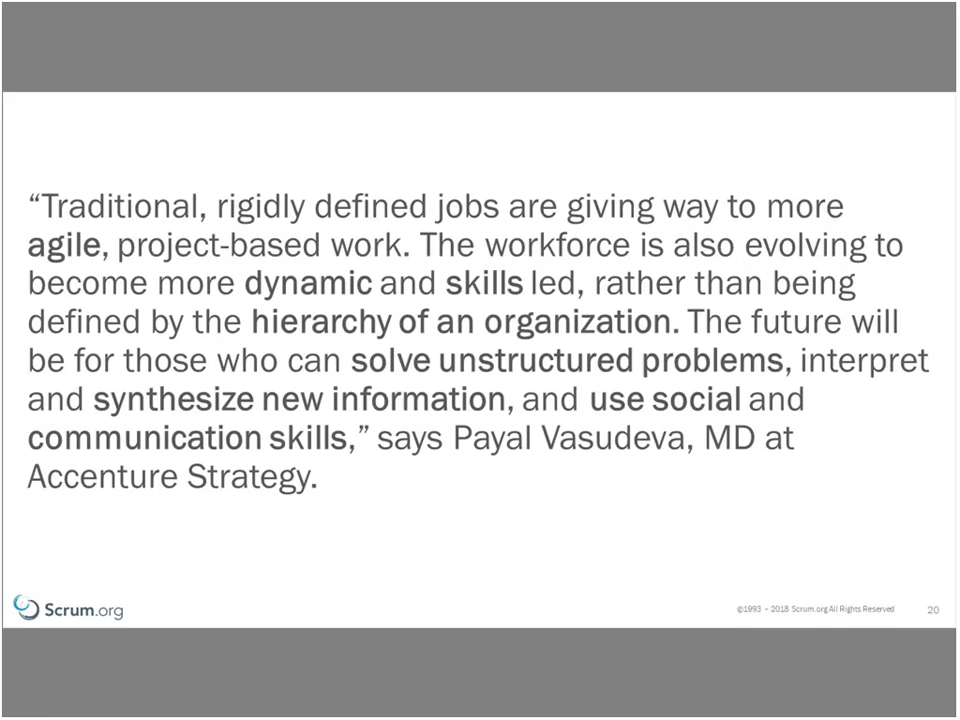 “Traditional, rigidly defined jobs are giving way to more
agile, project-based work. The workforce is also evolving to
become more dynamic and skills led, rather than being
defined by the hierarchy of an organization. The future will
be for those who can solve unstructured problems, interpret
and synthesize new information, and use social and
communication skills,” says Payal Vasudeva, MD at
Accenture Strategy.
Scrum.org
©1993 – 2018 Scrum.org All Rights Reserved
20